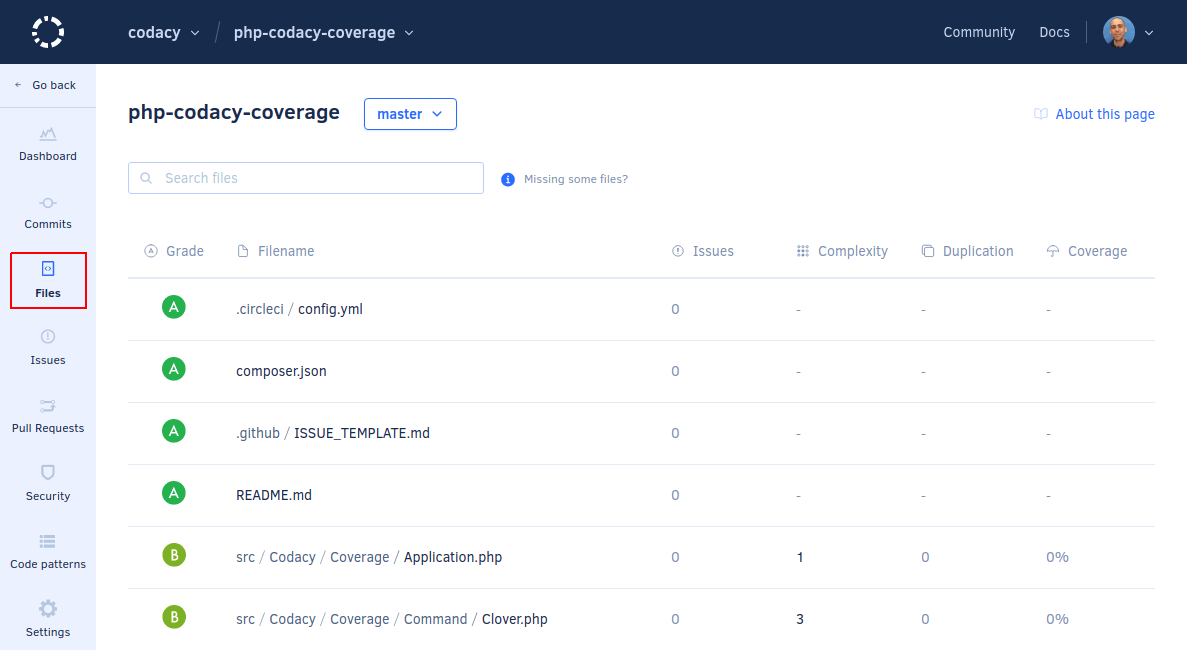 codacy / php-codacy-coverage Community Docs
← Go back
php-codacy-coverage master About this page
Dashboard
Search files Missing some files?
Commits
Grade Filename Issues Complexity Duplication Coverage
Files
A .circleci / config.yml 0 - - -
Issues
A composer.json 0 - - -
Pull Requests
A .github / ISSUE_TEMPLATE.md 0 - - -
Security
A README.md 0 - - -
Code patterns
B src / Codacy / Coverage / Application.php 0 1 0 0%
Settings
B src / Codacy / Coverage / Command / Clover.php 0 3 0 0%